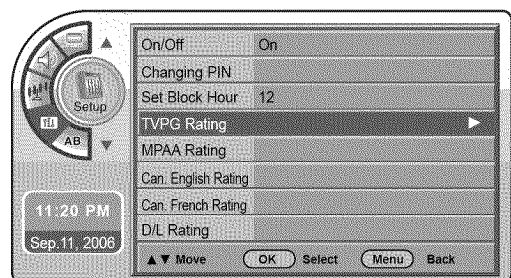 Setup
AB
11:20 PM
Sep.11, 2006
On/Off On
Changing PIN
Set Block Hour 12
TVPG Rating
MPAA Rating
Can. English Rating
Can. French Rating
D/L Rating
▲▼ Move OK Select Menu Back